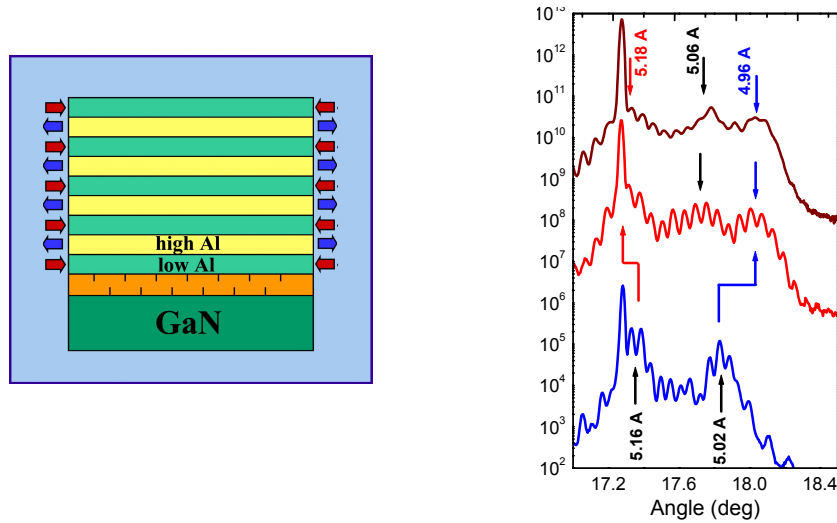 high Al
low Al
GaN
10^13
10^12
10^11
10^10
10^9
10^8
10^7
10^6
10^5
10^4
10^3
10^2
5.18 A
5.06 A
4.96 A
5.16 A
5.02 A
17.2 17.6 18.0 18.4
Angle (deg)